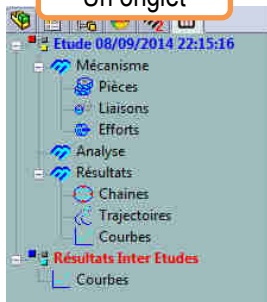 Un onglet
Etude 08/09/2014 22:15:16
Mécanisme
Pièces
Liaisons
Efforts
Analyse
Résultats
Chaines
Trajectoires
Courbes
Résultats Inter Etudes
Courbes